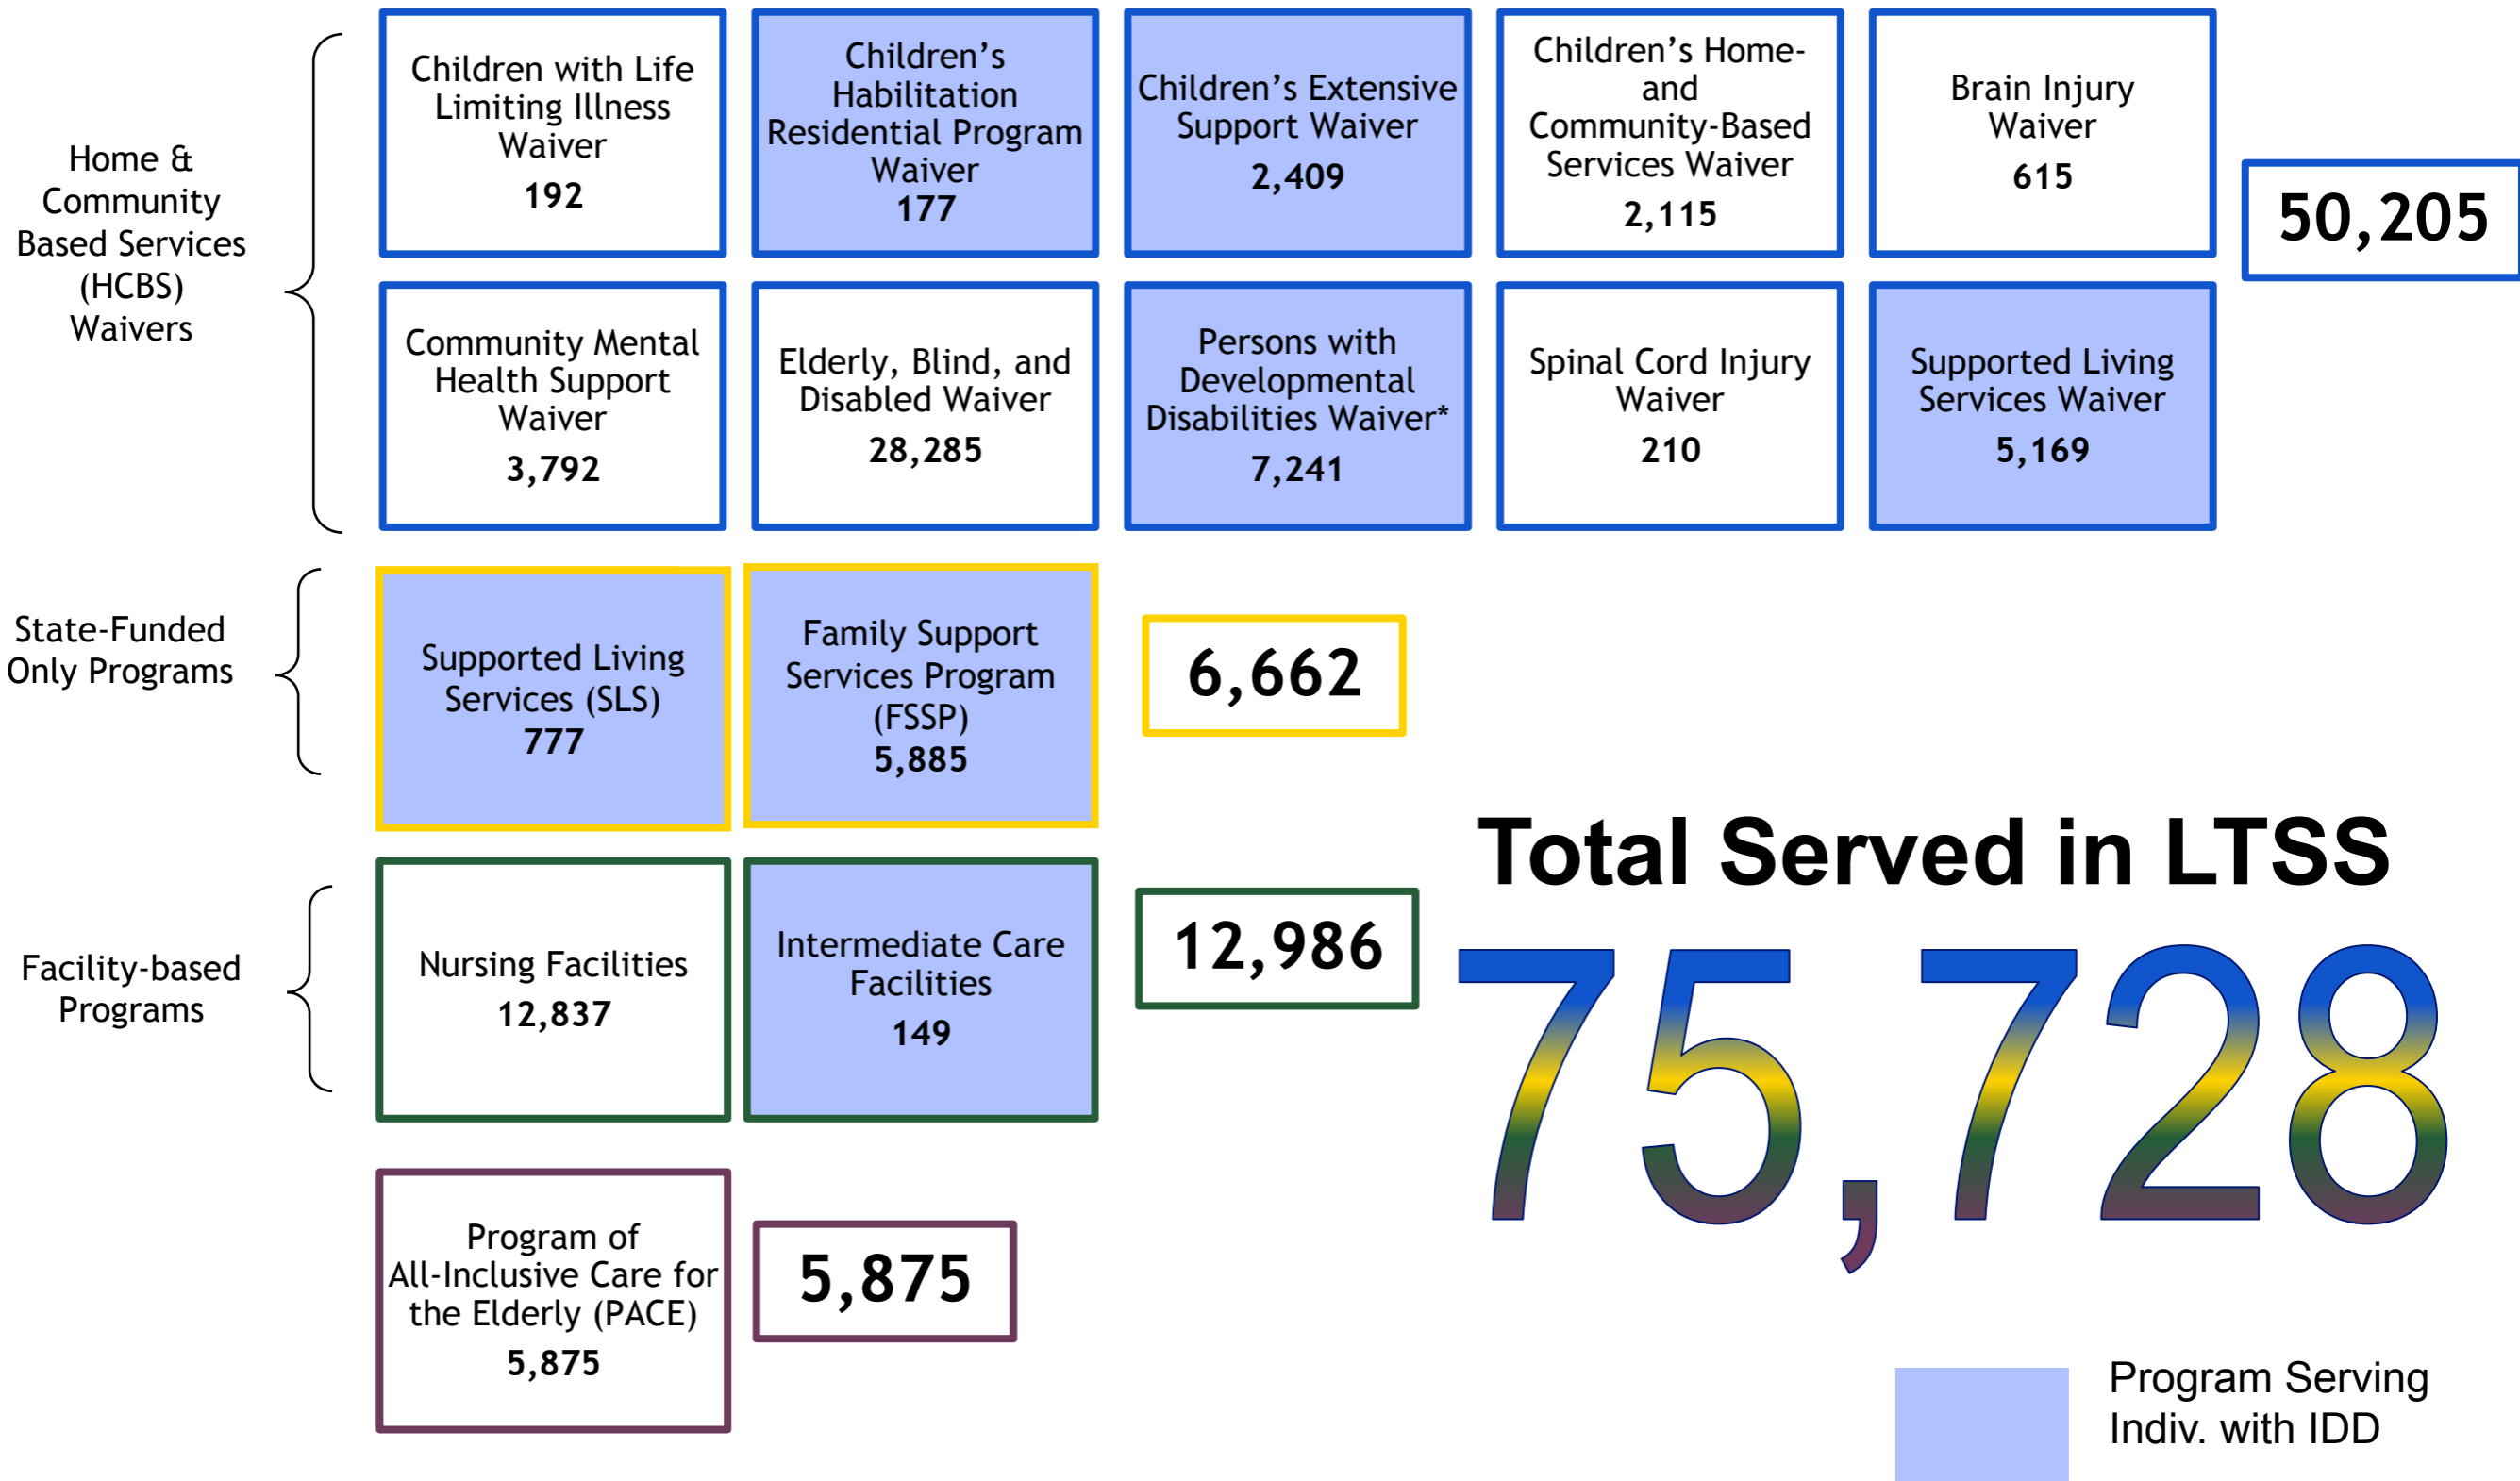 Home &
Community
Based Services
(HCBS)
Waivers
Children with Life
Limiting Illness
Waiver
192
Children’s
Habilitation
Residential Program
Waiver
177
Children’s Extensive
Support Waiver
2,409
Children’s Home-
and
Community-Based
Services Waiver
2,115
Brain Injury
Waiver
615
50,205
Community Mental
Health Support
Waiver
3,792
Elderly, Blind, and
Disabled Waiver
28,285
Persons with
Developmental
Disabilities Waiver*
7,241
Spinal Cord Injury
Waiver
210
Supported Living
Services Waiver
5,169
State-Funded
Only Programs
Supported Living
Services (SLS)
777
Family Support
Services Program
(FSSP)
5,885
6,662
Facility-based
Programs
Nursing Facilities
12,837
Intermediate Care
Facilities
149
12,986
Total Served in LTSS
75,728
Program of
All-Inclusive Care for
the Elderly (PACE)
5,875
5,875
Program Serving
Indiv. with IDD